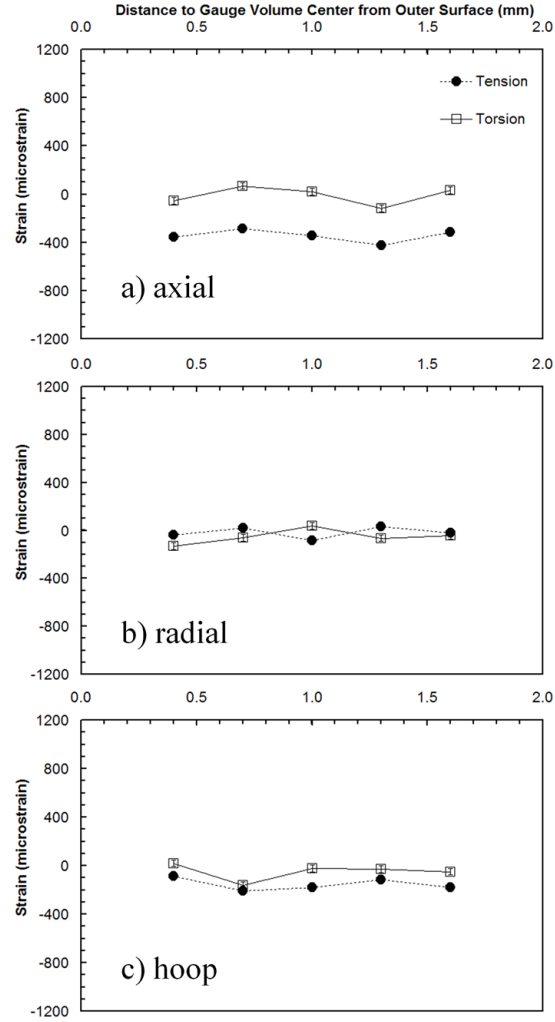 Distance to Gauge Volume Center from Outer Surface (mm)
0.0 0.5 1.0 1.5 2.0
1200
800
400
0
-400
-800
-1200
Strain (microstrain)
Tension
Torsion
a) axial
0.0 0.5 1.0 1.5 2.0
1200
800
400
0
-400
-800
-1200
Strain (microstrain)
b) radial
0.0 0.5 1.0 1.5 2.0
1200
800
400
0
-400
-800
-1200
Strain (microstrain)
c) hoop